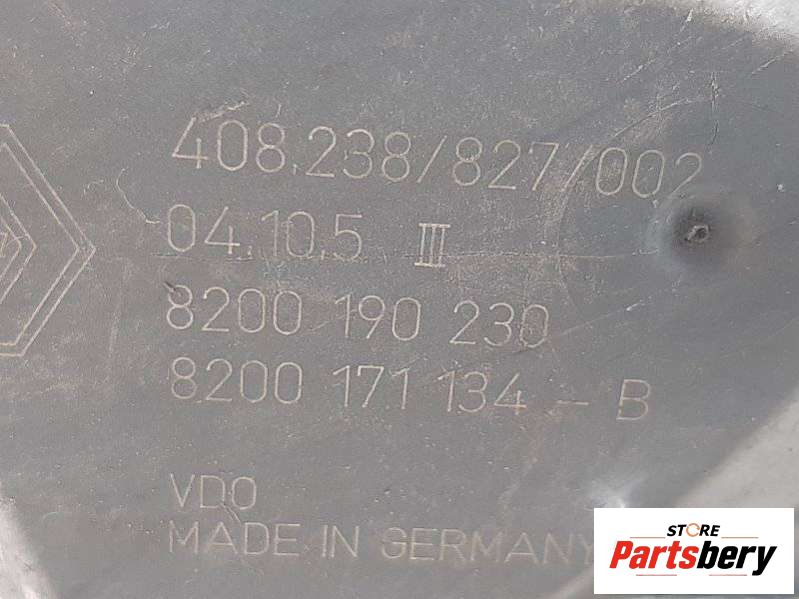 408.238/827/002
04.10.5 III
8200 190 230
8200 171 134 - B
VDO
MADE IN GERMANY
STORE
Partsbery